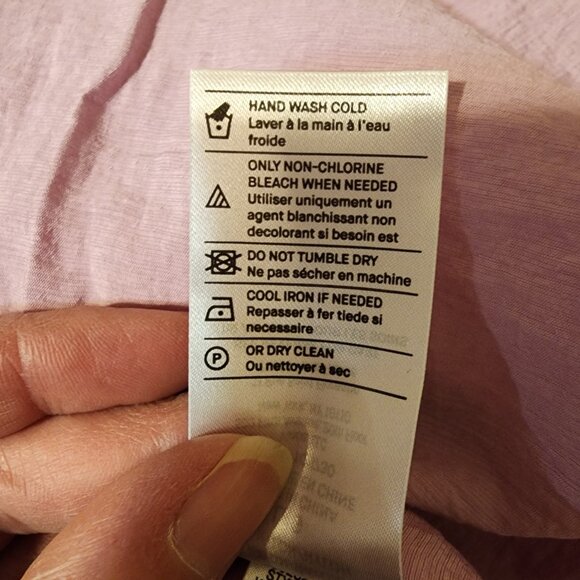 HAND WASH COLD
Laver à la main à l'eau
froide
ONLY NON-CHLORINE
BLEACH WHEN NEEDED
Utiliser uniquement un
agent blanchissant non
decolorant si besoin est
DO NOT TUMBLE DRY
Ne pas sécher en machine
COOL IRON IF NEEDED
Repasser à fer tiede si
necessaire
P
OR DRY CLEAN
Ou nettoyer à sec